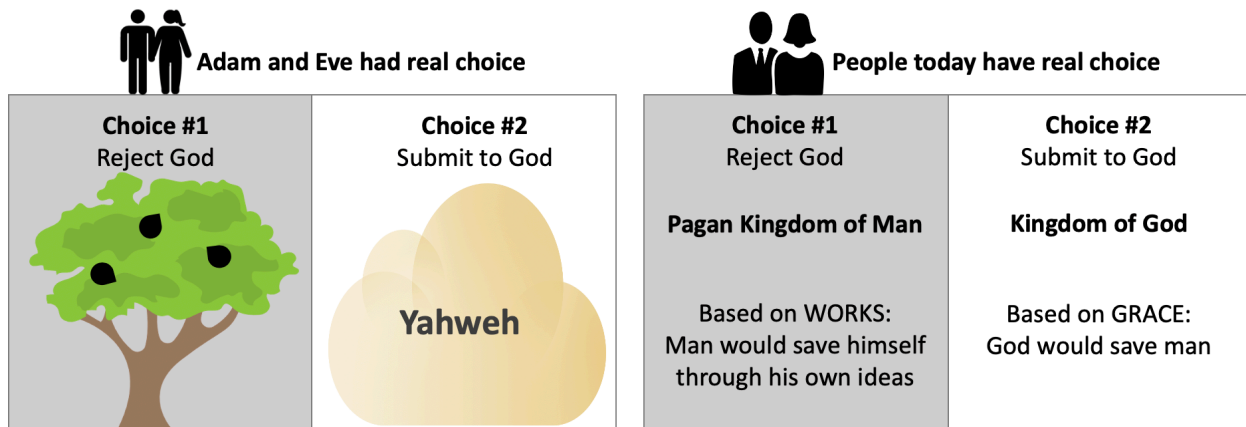 Adam and Eve had real choice
Choice #1
Reject God
Choice #2
Submit to God
Yahweh
People today have real choice
Choice #1
Reject God
Pagan Kingdom of Man
Based on WORKS:
Man would save himself
through his own ideas
Choice #2
Submit to God
Kingdom of God
Based on GRACE:
God would save man